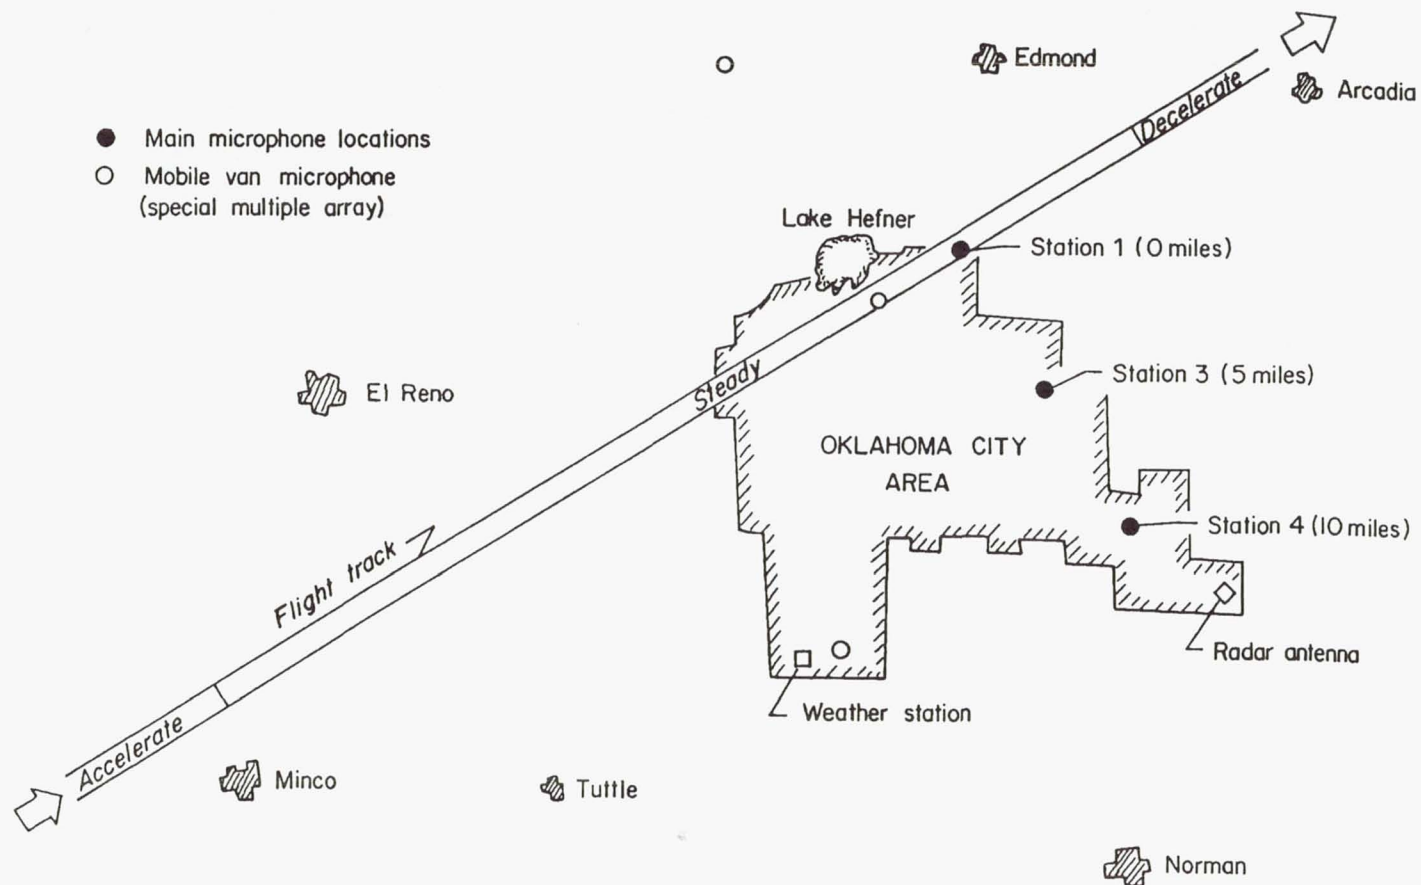 Edmond
Arcadia
Decelerate
Main microphone locations
Mobile van microphone
(special multiple array)
Lake Hefner
Station 1 (0 miles)
Station 3 (5 miles)
El Reno
Steady
OKLAHOMA CITY
AREA
Station 4 (10 miles)
Flight track
Radar antenna
Weather station
Accelerate
Minco
Tuttle
Norman